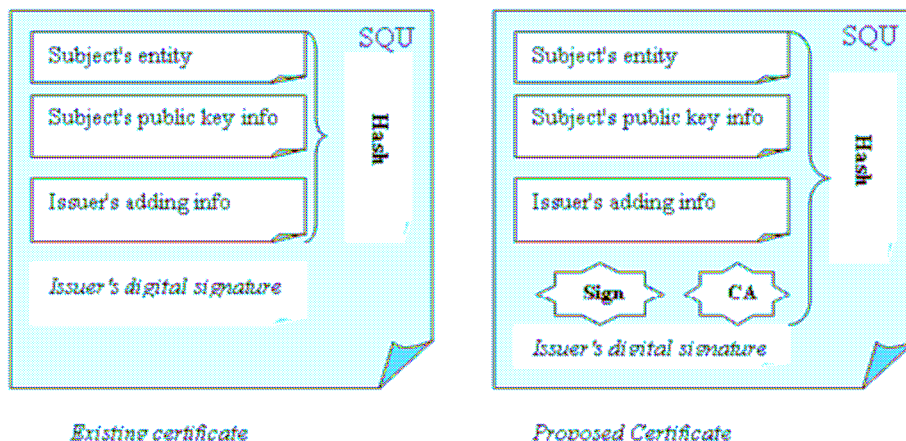 SQU
Subject's entity
Subject's public key info
Hash
Issuer's adding info
Issuer's digital signature
Existing certificate
SQU
Subject's entity
Subject's public key info
Hash
Issuer's adding info
Sign
CA
Issuer's digital signature
Proposed Certificate